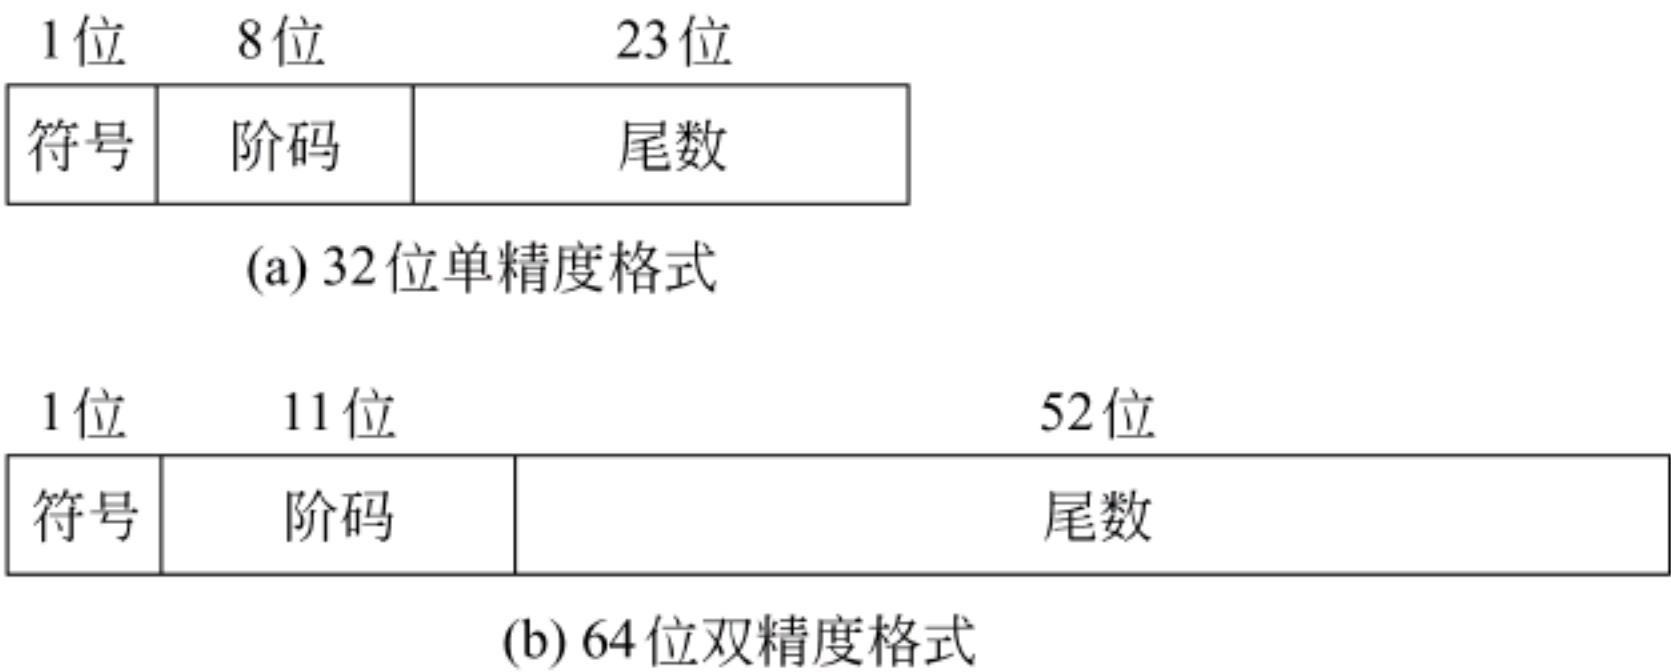 1位 8位 23位
符号 阶码 尾数
(a) 32位单精度格式
1位 11位 52位
符号 阶码 尾数
(b) 64位双精度格式